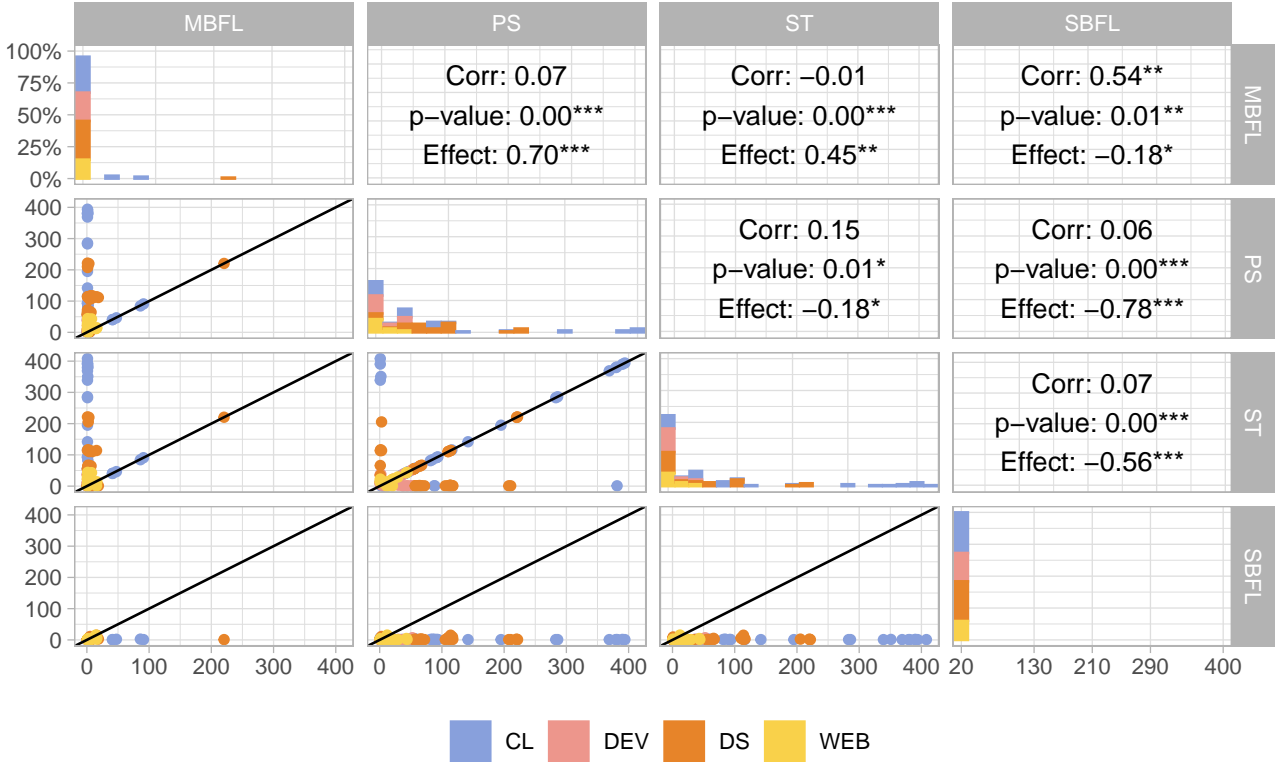 MBFL PS ST SBFL
100%
75%
50%
25%
0%
Corr: 0.07
p−value: 0.00***
Effect: 0.70***
Corr: −0.01
p−value: 0.00***
Effect: 0.45**
Corr: 0.54**
p−value: 0.01**
Effect: −0.18*
MBFL
400
300
200
100
0
Corr: 0.15
p−value: 0.01*
Effect: −0.18*
Corr: 0.06
p−value: 0.00***
Effect: −0.78***
PS
400
300
200
100
0
Corr: 0.07
p−value: 0.00***
Effect: −0.56***
ST
400
300
200
100
0
SBFL
0 100 200 300 400 0 100 200 300 400 0 100 200 300 400 20 130 210 290 400
CL DEV DS WEB